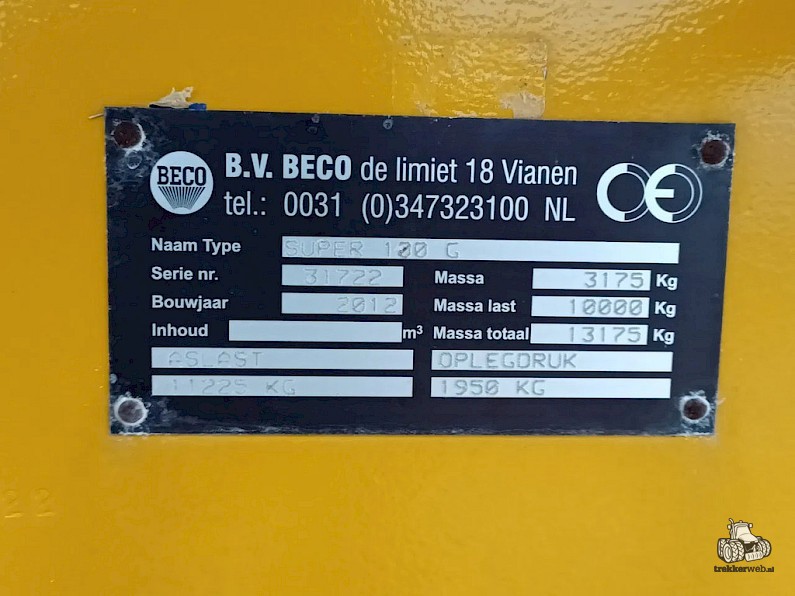 BECO
B.V. BECO de limiet 18 Vianen
tel.: 0031 (0)347323100 NL
CE
Naam Type SUPER 100 G
Serie nr. 31722 Massa 3175 Kg
Bouwjaar 2012 Massa last 10000 Kg
Inhoud m³ Massa totaal 13175 Kg
ASLAST OPLEGDRUK
11225 KG 1950 KG
22
trekkerweb.nl